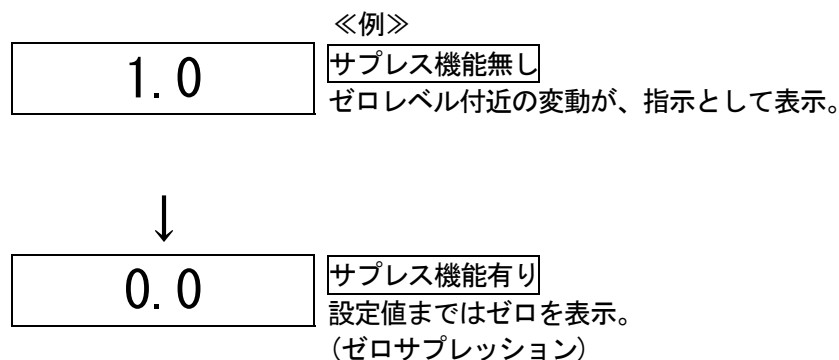 ≪例≫
1.0
サプレス機能無し
ゼロレベル付近の変動が、指示として表示。
↓
0.0
サプレス機能有り
設定値まではゼロを表示。
(ゼロサプレッション)